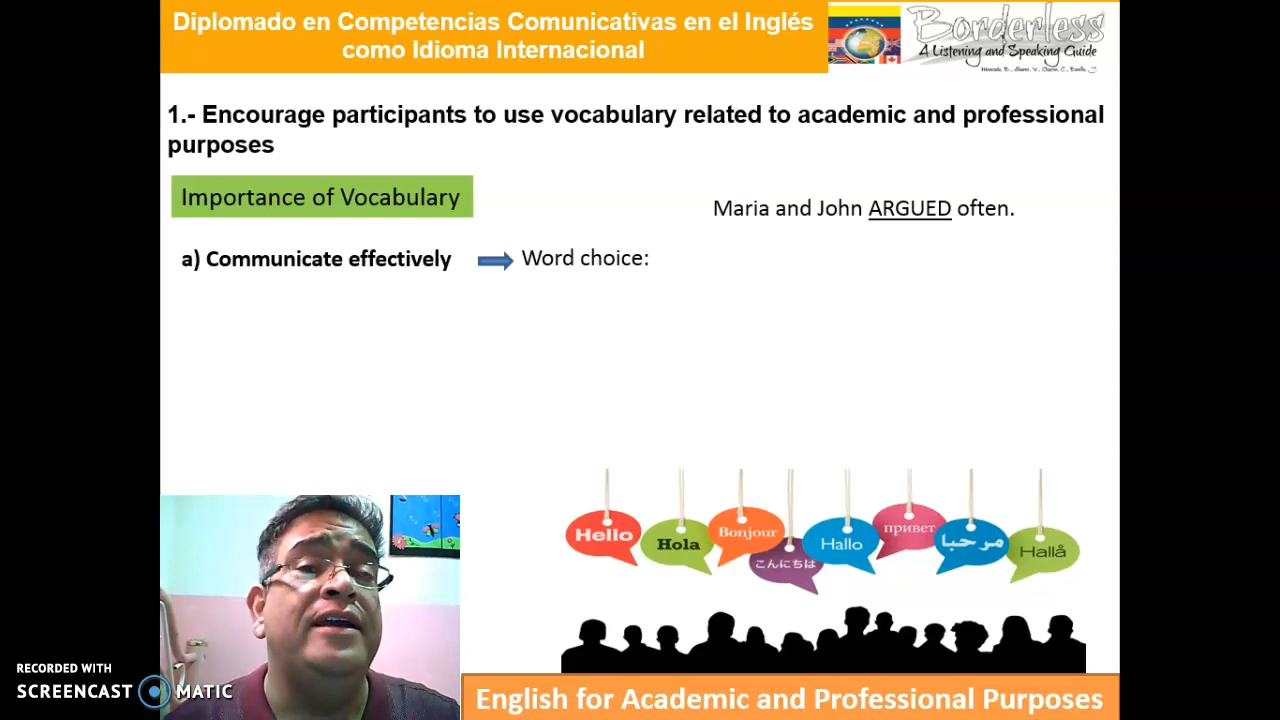 Diplomado en Competencias Comunicativas en el Inglés
como Idioma Internacional
Borderless
A Listening and Speaking Guide
1.- Encourage participants to use vocabulary related to academic and professional
purposes
Importance of Vocabulary
Maria and John ARGUED often.
a) Communicate effectively
Word choice:
Hello
Hola
Bonjour
こんにちは
Hallo
привет
مرحبا
Hallå
RECORDED WITH
SCREENCAST MATIC
English for Academic and Professional Purposes